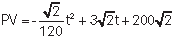 PV = -√2/120 t² + 3√2t + 200√2